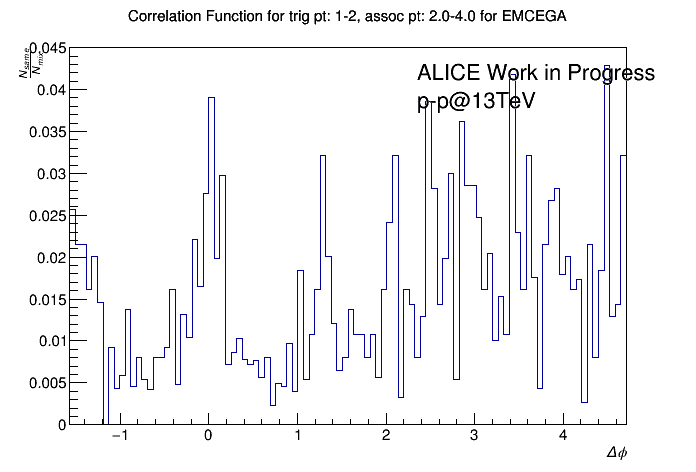 Correlation Function for trig pt: 1-2, assoc pt: 2.0-4.0 for EMCEGA
N_same
N_mix
ALICE Work in Progress
p-p@13TeV
0.045
0.04
0.035
0.03
0.025
0.02
0.015
0.01
0.005
0
−1 0 1 2 3 4
Δϕ